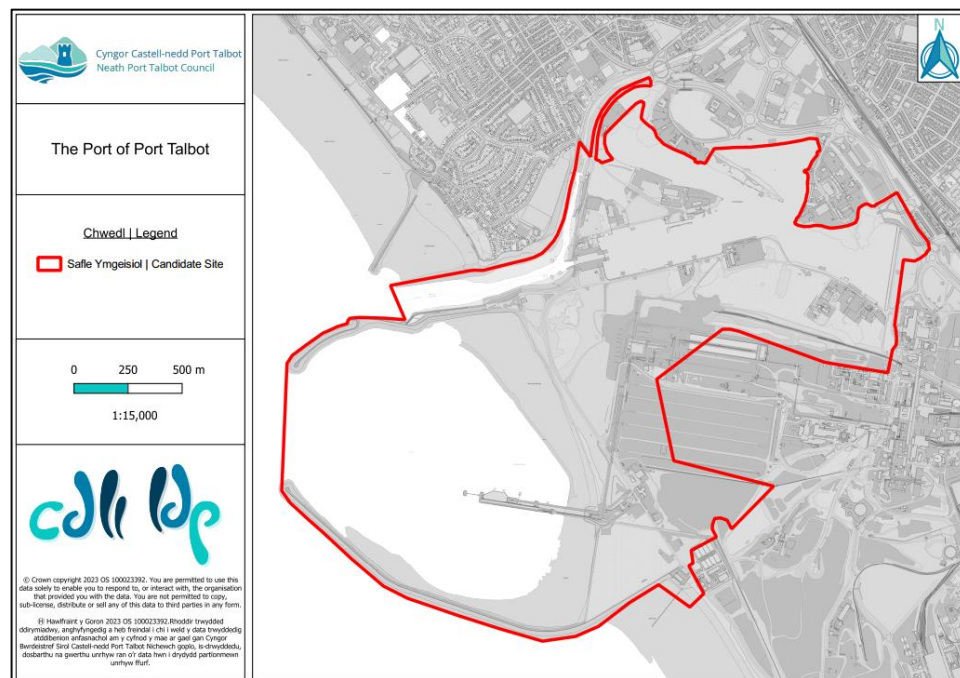 Cyngor Castell-nedd Port Talbot
Neath Port Talbot Council
The Port of Port Talbot
Chwedl | Legend
Safle Ymgeisiol | Candidate Site
0 250 500 m
1:15,000
cdll ldp
© Crown copyright 2023 OS 100023392. You are permitted to use this
data solely to enable you to respond to, or interact with, the organisation
that provided you with the data. You are not permitted to copy,
sub-license, distribute or sell any of this data to third parties in any form.
Hawlfraint y Goron 2023 OS 100023392.Rhoddir trwydded
ddirymiadwy, anghyfyngedig a heb freindal i chi i weld y data trwyddedig
atddibenion anfasnachol am y cyfnod y mae ar gael gan Cyngor
Bwrdeistref Sirol Castell-nedd Port Talbot Nichewch gopïo, is-drwyddedu,
dosbarthu na gwerthu unrhyw ran o'r data hwn i drydydd partïonmewn
unrhyw ffurf.
N